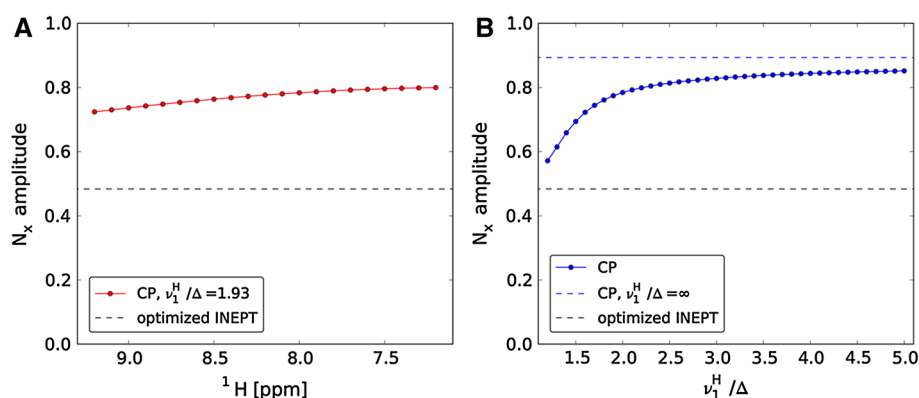 A
1.0
0.8
0.6
0.4
0.2
0.0
Nₓ amplitude
CP, ν₁ᴴ/Δ=1.93
optimized INEPT
9.0 8.5 8.0 7.5
¹H [ppm]
B
1.0
0.8
0.6
0.4
0.2
0.0
Nₓ amplitude
CP
CP, ν₁ᴴ/Δ=∞
optimized INEPT
1.5 2.0 2.5 3.0 3.5 4.0 4.5 5.0
ν₁ᴴ/Δ